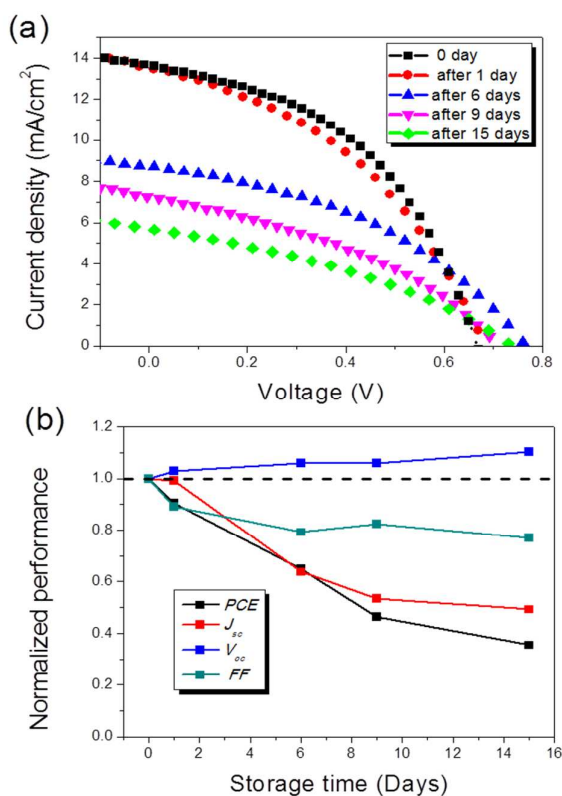 (a)
14
12
10
8
6
4
2
0
Current density (mA/cm²)
0 day
after 1 day
after 6 days
after 9 days
after 15 days
0.0 0.2 0.4 0.6 0.8
Voltage (V)
(b)
1.2
1.0
0.8
0.6
0.4
0.2
0.0
Normalized performance
PCE
J_sc
V_oc
FF
0 2 4 6 8 10 12 14 16
Storage time (Days)